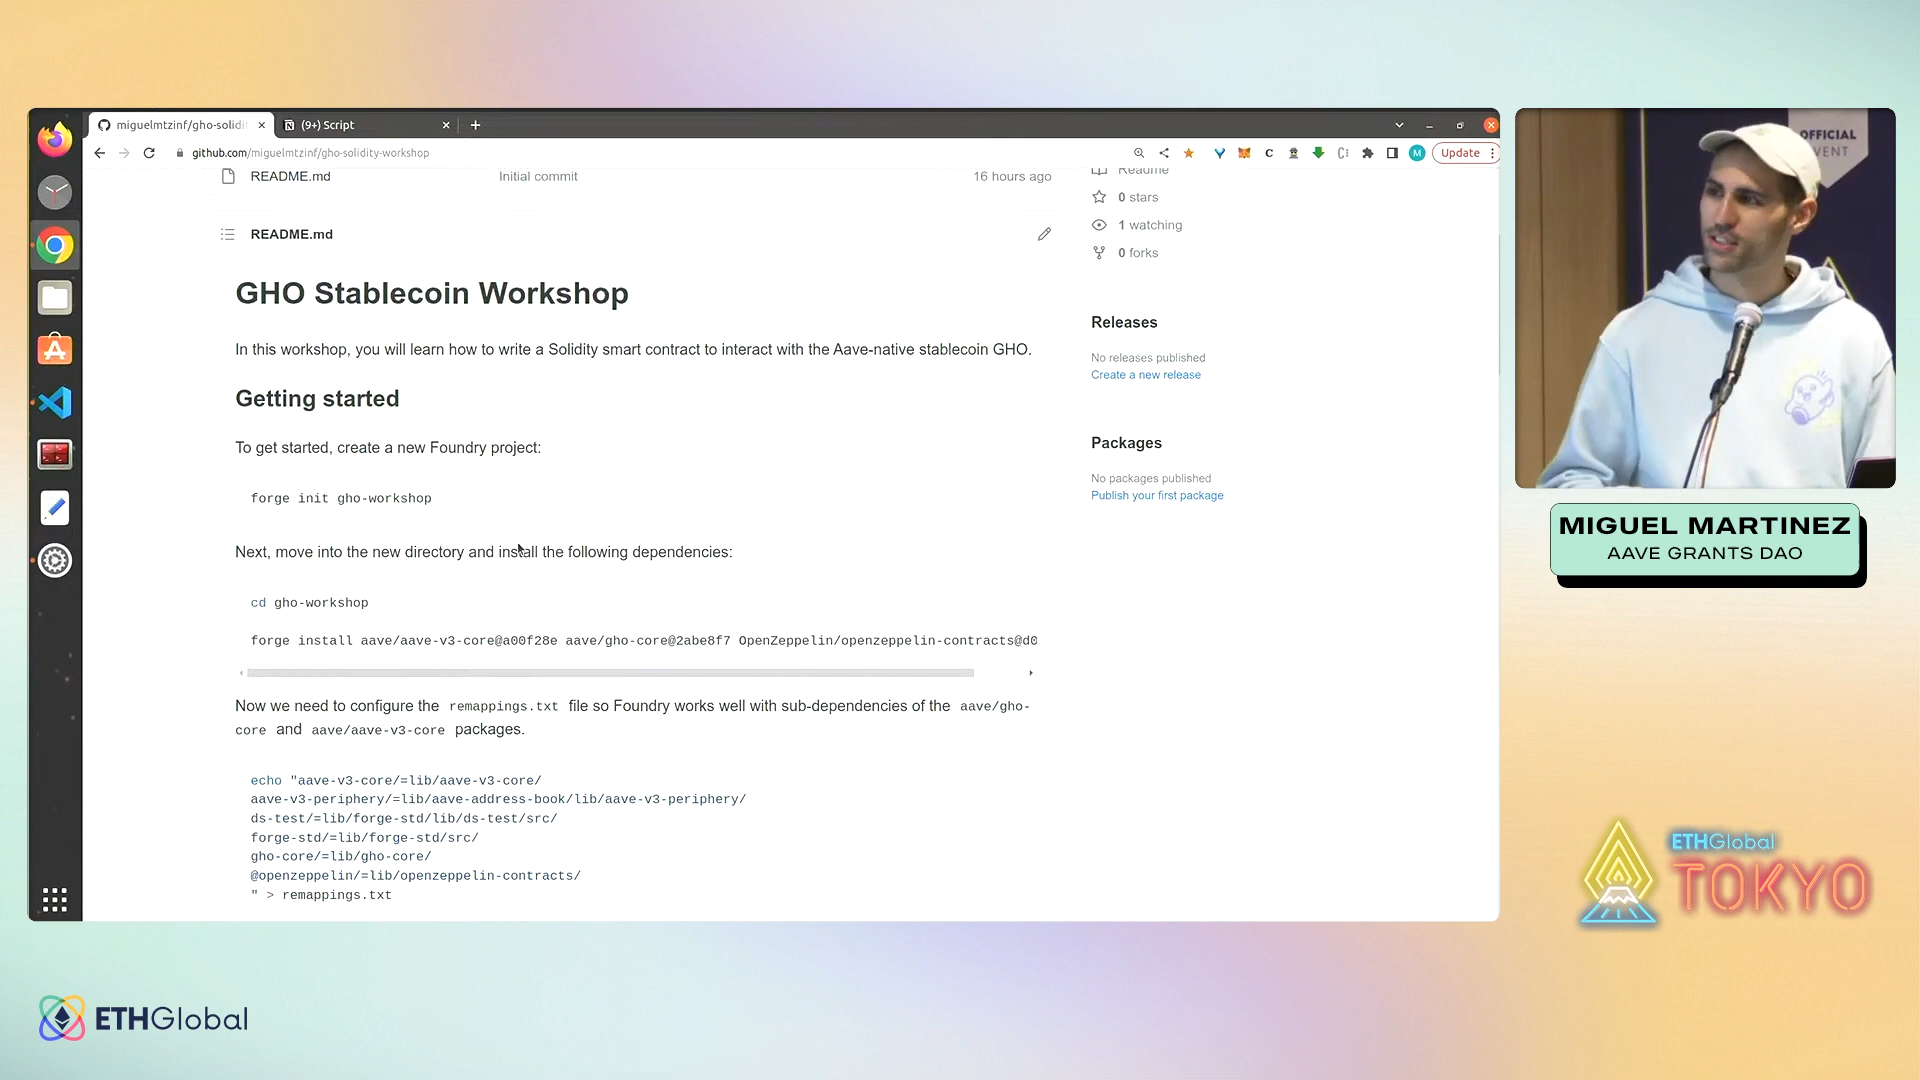 miguelmtzinf/gho-solidi
(9+) Script
github.com/miguelmtzinf/gho-solidity-workshop
Update
README.md
Initial commit
16 hours ago
Readme
0 stars
1 watching
0 forks
README.md
GHO Stablecoin Workshop
In this workshop, you will learn how to write a Solidity smart contract to interact with the Aave-native stablecoin GHO.
Getting started
To get started, create a new Foundry project:
forge init gho-workshop
Next, move into the new directory and install the following dependencies:
cd gho-workshop
forge install aave/aave-v3-core@a00f28e aave/gho-core@2abe8f7 OpenZeppelin/openzeppelin-contracts@d0
Now we need to configure the remappings.txt file so Foundry works well with sub-dependencies of the aave/gho-
core and aave/aave-v3-core packages.
echo "aave-v3-core/=lib/aave-v3-core/
aave-v3-periphery/=lib/aave-address-book/lib/aave-v3-periphery/
ds-test/=lib/forge-std/lib/ds-test/src/
forge-std/=lib/forge-std/src/
gho-core/=lib/gho-core/
@openzeppelin/=lib/openzeppelin-contracts/
" > remappings.txt
Releases
No releases published
Create a new release
Packages
No packages published
Publish your first package
OFFICIAL
MIGUEL MARTINEZ
AAVE GRANTS DAO
ETHGlobal
TOKYO
ETHGlobal